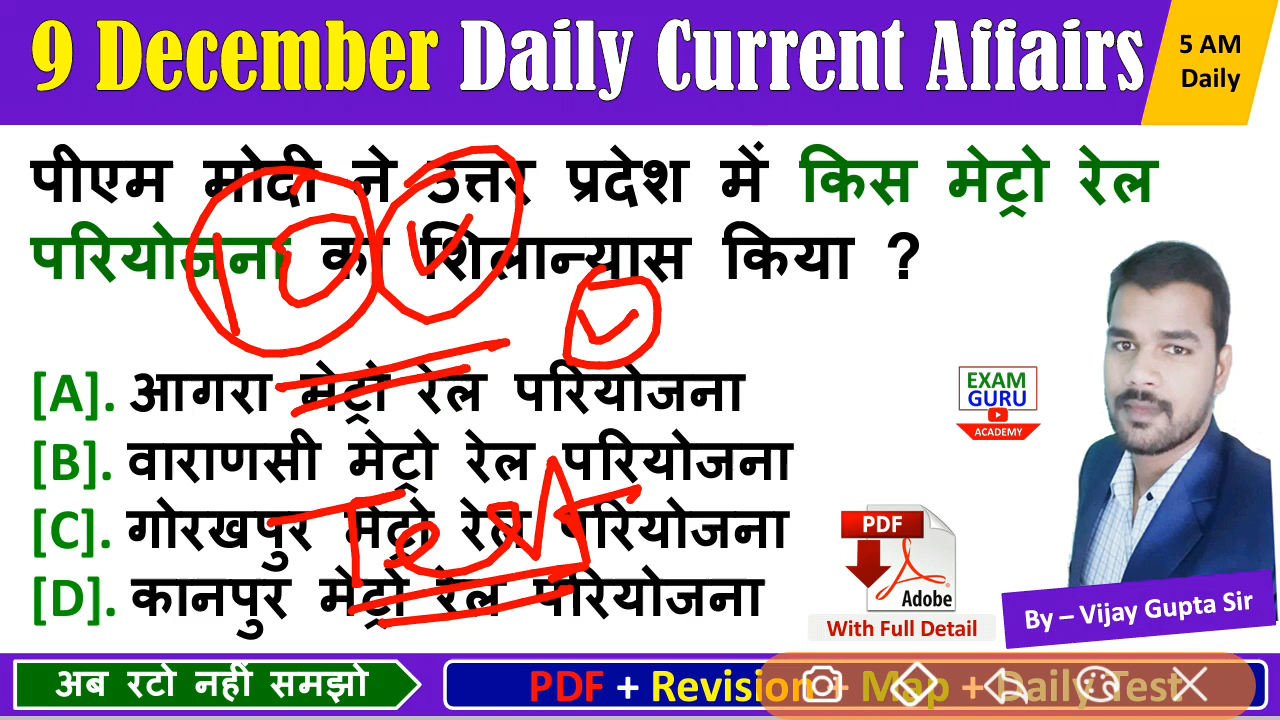 9 December Daily Current Affairs
5 AM
Daily
पीएम मोदी ने उत्तर प्रदेश में किस मेट्रो रेल
परियोजना का शिलान्यास किया ?
[A]. आगरा मेट्रो रेल परियोजना
[B]. वाराणसी मेट्रो रेल परियोजना
[C]. गोरखपुर मेट्रो रेल परियोजना
[D]. कानपुर मेट्रो रेल परियोजना
10
Test
EXAM
GURU
ACADEMY
PDF
Adobe
With Full Detail
By – Vijay Gupta Sir
अब रटो नहीं समझो
PDF + Revision + Map + Daily Test